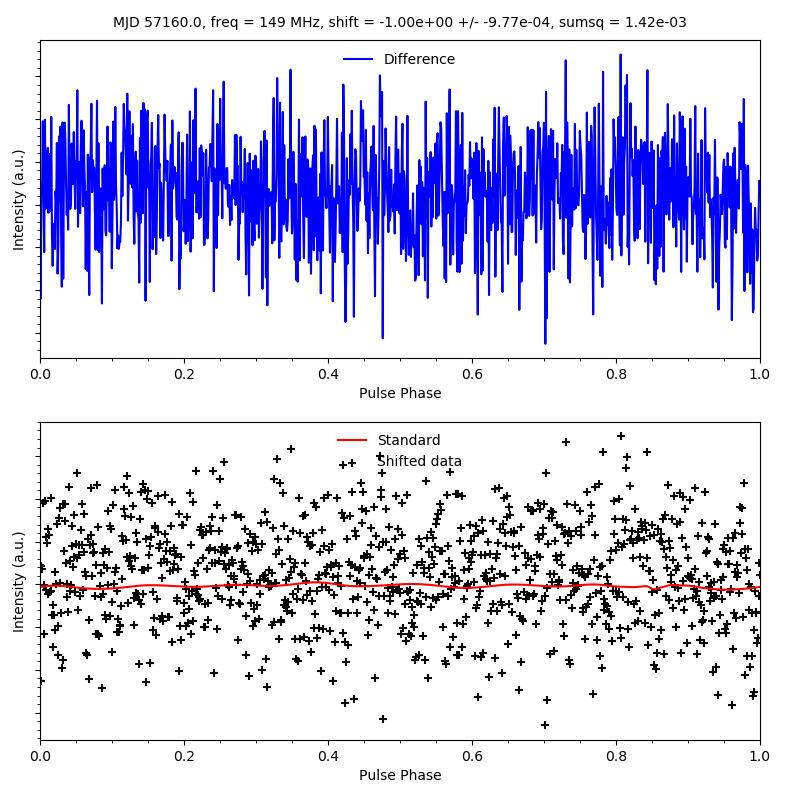 MJD 57160.0, freq = 149 MHz, shift = -1.00e+00 +/- -9.77e-04, sumsq = 1.42e-03
Difference
Intensity (a.u.)
0.0 0.2 0.4 0.6 0.8 1.0
Pulse Phase
Standard
Shifted data
Intensity (a.u.)
0.0 0.2 0.4 0.6 0.8 1.0
Pulse Phase